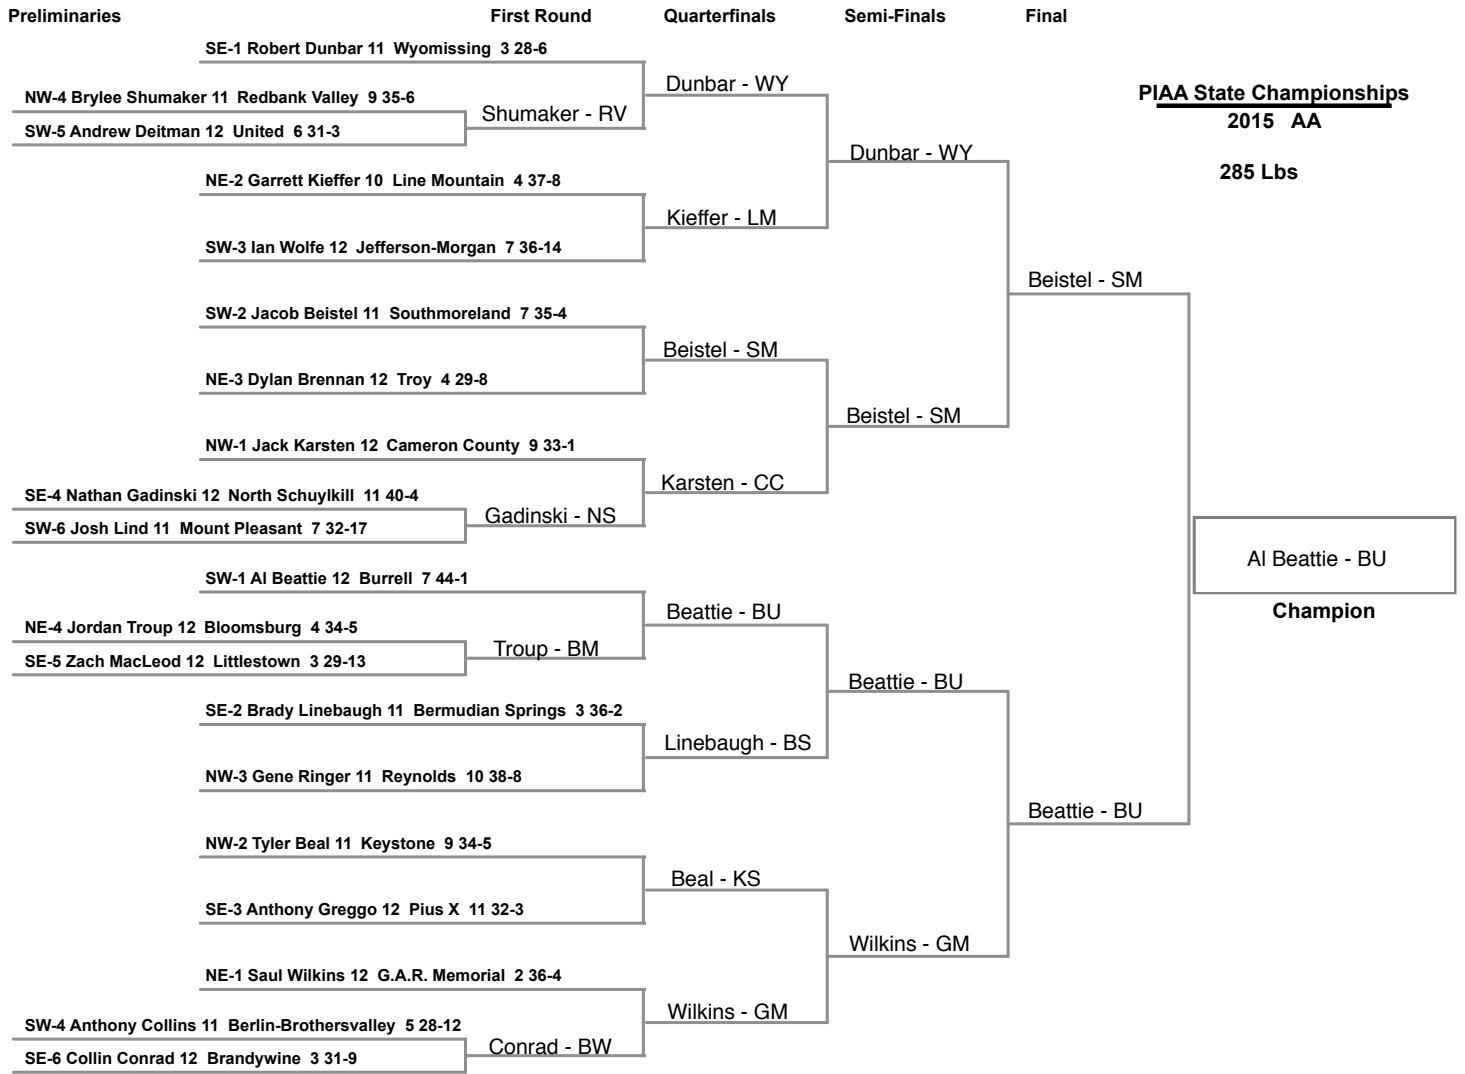 Preliminaries First Round Quarterfinals Semi-Finals Final
SE-1 Robert Dunbar 11 Wyomissing 3 28-6
Dunbar - WY
PIAA State Championships
NW-4 Brylee Shumaker 11 Redbank Valley 9 35-6
Shumaker - RV
2015 AA
SW-5 Andrew Deitman 12 United 6 31-3
Dunbar - WY
285 Lbs
NE-2 Garrett Kieffer 10 Line Mountain 4 37-8
Kieffer - LM
SW-3 Ian Wolfe 12 Jefferson-Morgan 7 36-14
Beistel - SM
SW-2 Jacob Beistel 11 Southmoreland 7 35-4
Beistel - SM
NE-3 Dylan Brennan 12 Troy 4 29-8
Beistel - SM
NW-1 Jack Karsten 12 Cameron County 9 33-1
Karsten - CC
SE-4 Nathan Gadinski 12 North Schuylkill 11 40-4
Gadinski - NS
SW-6 Josh Lind 11 Mount Pleasant 7 32-17
Al Beattie - BU
SW-1 Al Beattie 12 Burrell 7 44-1
Beattie - BU
Champion
NE-4 Jordan Troup 12 Bloomsburg 4 34-5
Troup - BM
SE-5 Zach MacLeod 12 Littlestown 3 29-13
Beattie - BU
SE-2 Brady Linebaugh 11 Bermudian Springs 3 36-2
Linebaugh - BS
NW-3 Gene Ringer 11 Reynolds 10 38-8
Beattie - BU
NW-2 Tyler Beal 11 Keystone 9 34-5
Beal - KS
SE-3 Anthony Greggo 12 Pius X 11 32-3
Wilkins - GM
NE-1 Saul Wilkins 12 G.A.R. Memorial 2 36-4
Wilkins - GM
SW-4 Anthony Collins 11 Berlin-Brothersvalley 5 28-12
Conrad - BW
SE-6 Collin Conrad 12 Brandywine 3 31-9